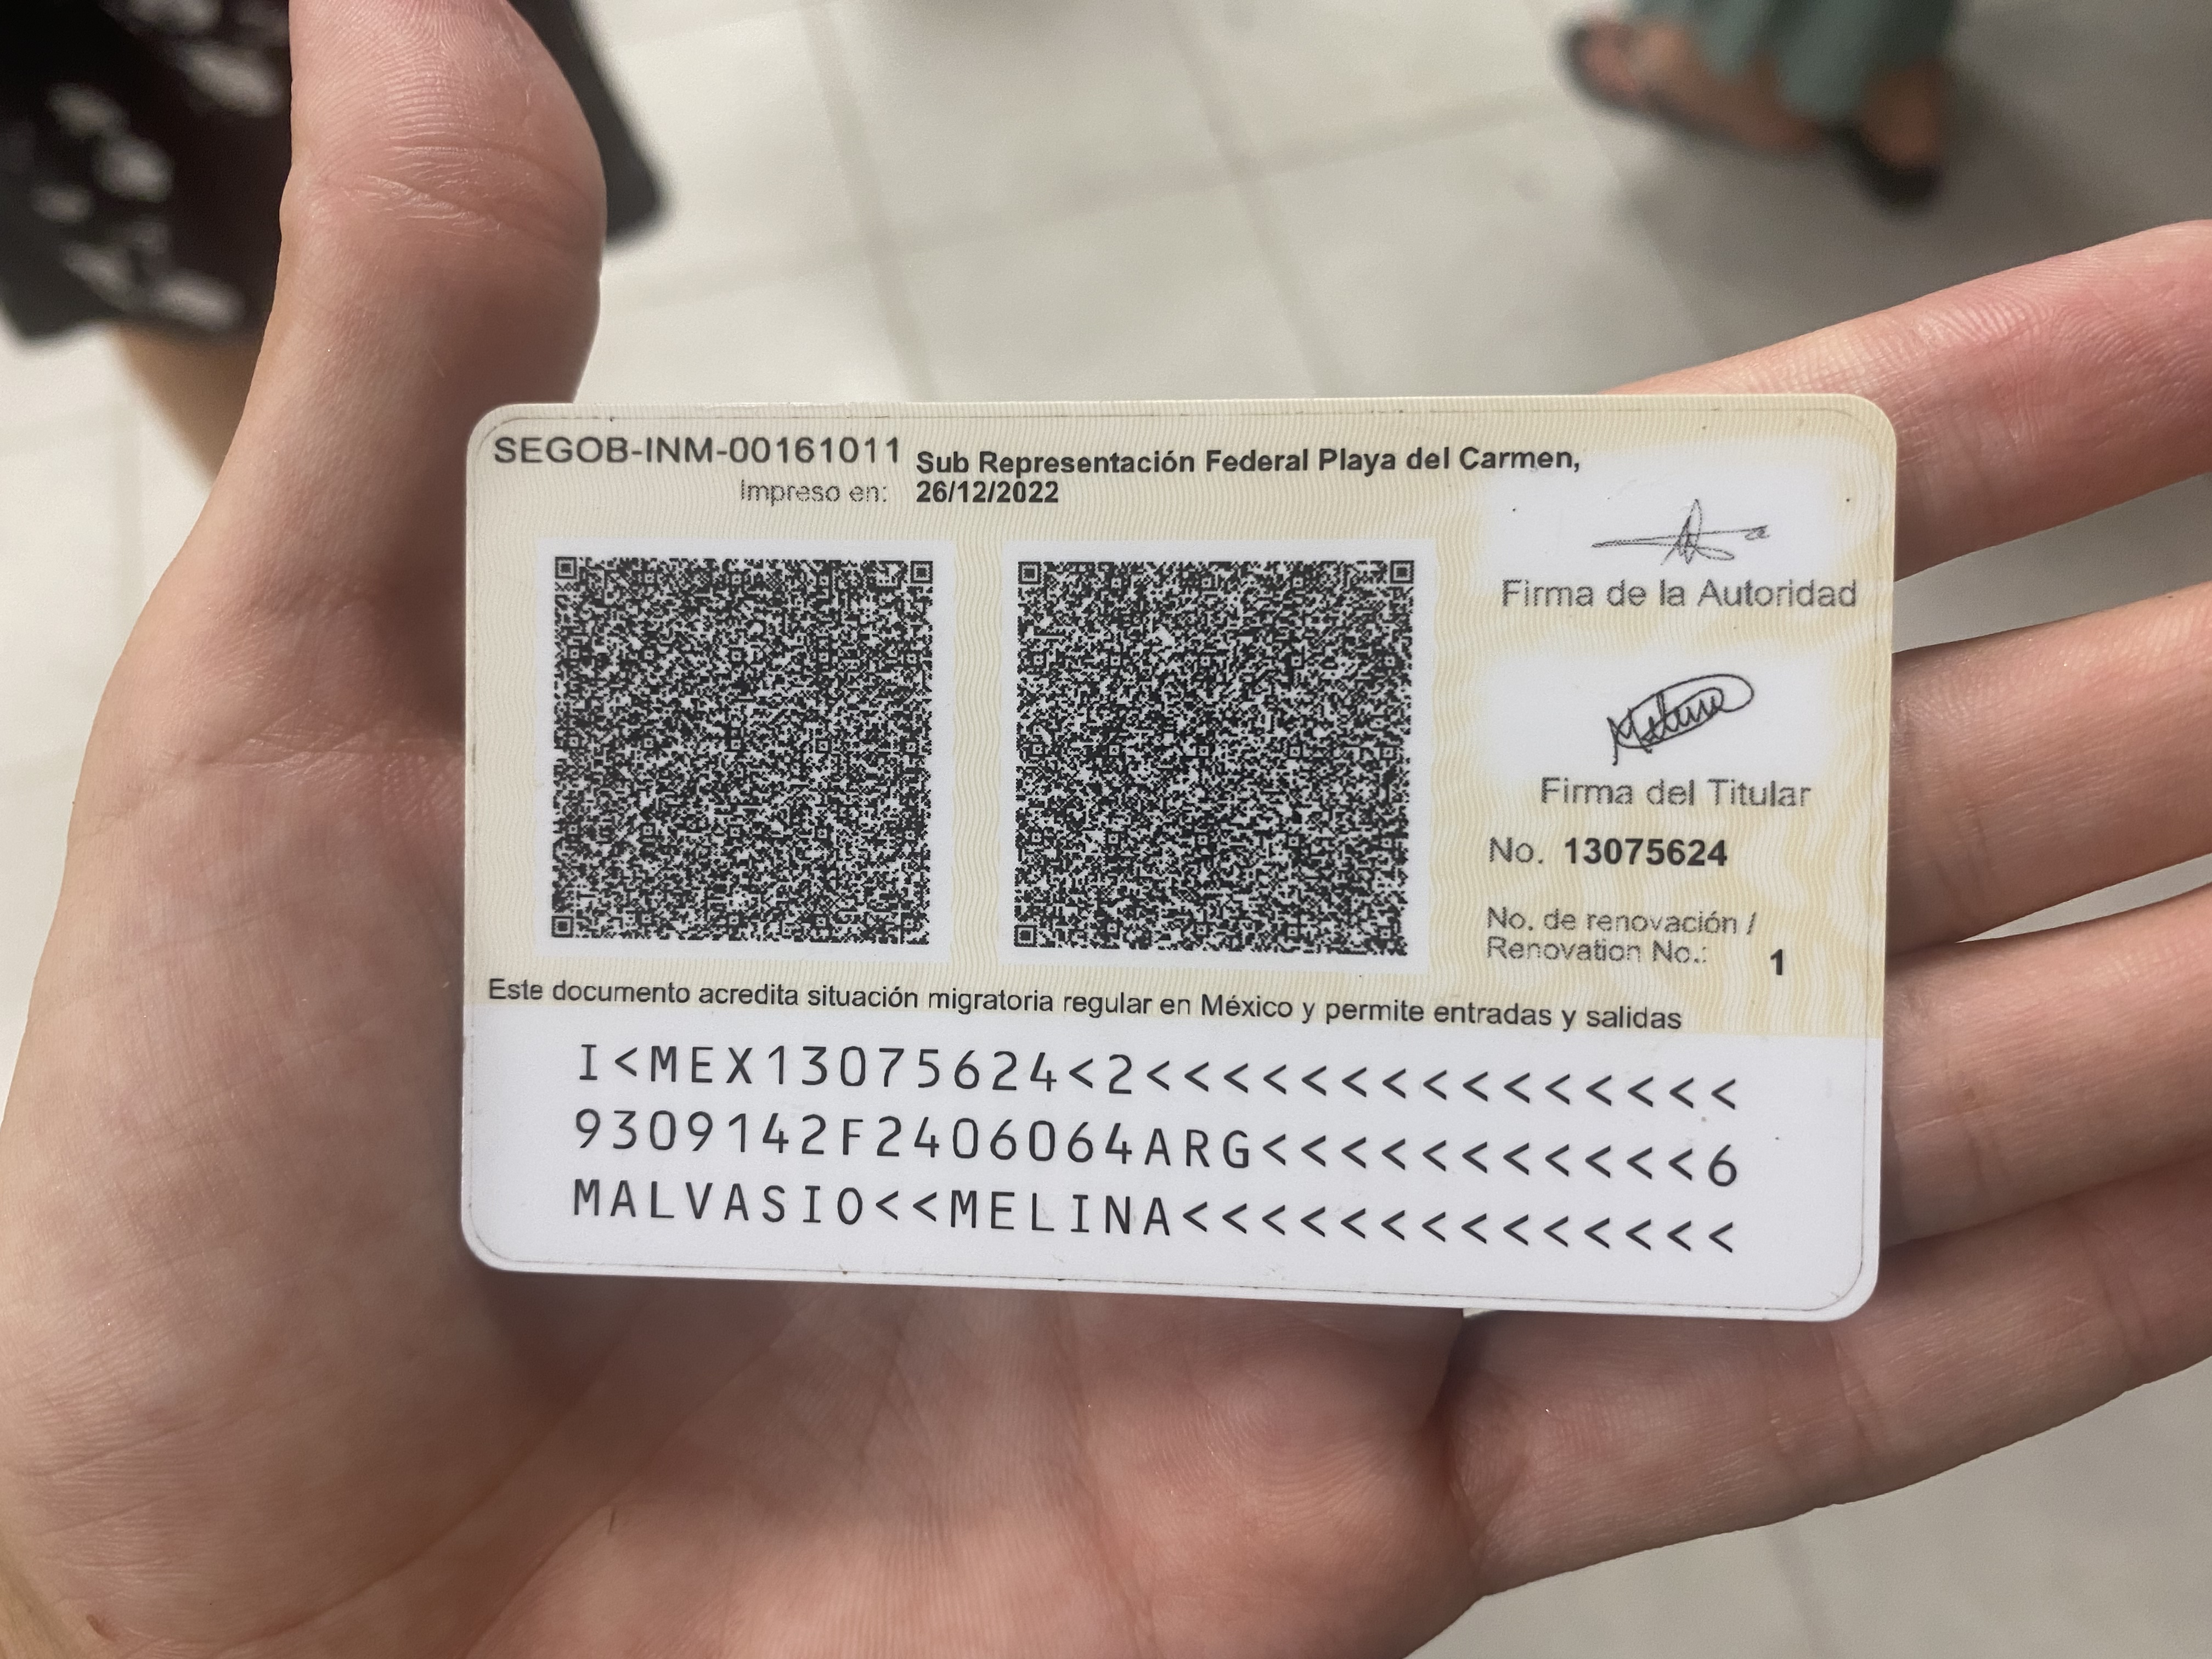 SEGOB-INM-00161011 Sub Representación Federal Playa del Carmen,
Impreso en: 26/12/2022
Firma de la Autoridad
Melina
Firma del Titular
No. 13075624
No. de renovación /
Renovation No.: 1
Este documento acredita situación migratoria regular en México y permite entradas y salidas
I<MEX13075624<2<<<<<<<<<<<<<<<
9309142F2406064ARG<<<<<<<<<<<6
MALVASIO<<MELINA<<<<<<<<<<<<<<